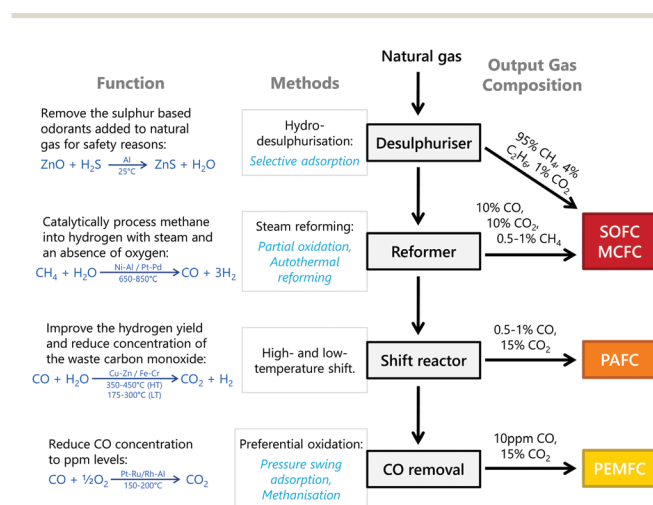 Natural gas
Function
Methods
Output Gas
Composition
Remove the sulphur based
odorants added to natural
gas for safety reasons:
ZnO + H₂S —Al / 25°C→ ZnS + H₂O
Hydro-
desulphurisation:
Selective adsorption
Desulphuriser
95% CH₄, 4%
C₂H₆, 1% CO₂
Catalytically process methane
into hydrogen with steam and
an absence of oxygen:
CH₄ + H₂O —Ni-Al / Pt-Pd / 650-850°C→ CO + 3H₂
Steam reforming:
Partial oxidation,
Autothermal
reforming
Reformer
10% CO,
10% CO₂,
0.5-1% CH₄
SOFC
MCFC
Improve the hydrogen yield
and reduce concentration of
the waste carbon monoxide:
CO + H₂O —Cu-Zn / Fe-Cr→ CO₂ + H₂
350-450°C (HT)
175-300°C (LT)
High- and low-
temperature shift.
Shift reactor
0.5-1% CO,
15% CO₂
PAFC
Reduce CO concentration
to ppm levels:
CO + ½O₂ —Pt-Ru/Rh-Al / 150-200°C→ CO₂
Preferential oxidation:
Pressure swing
adsorption,
Methanisation
CO removal
10ppm CO,
15% CO₂
PEMFC